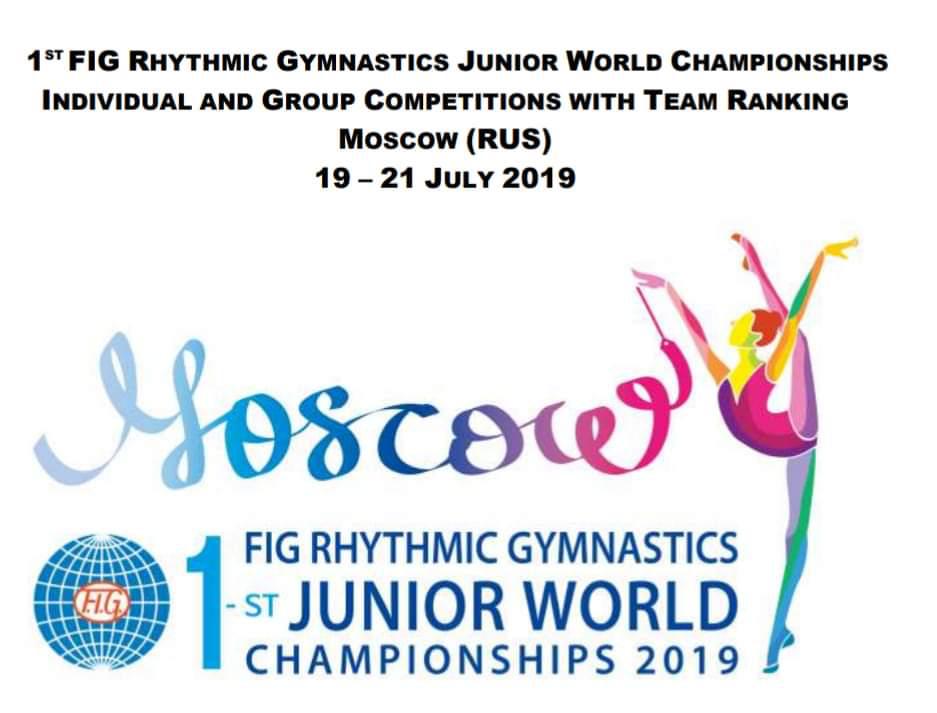 1ST FIG RHYTHMIC GYMNASTICS JUNIOR WORLD CHAMPIONSHIPS
INDIVIDUAL AND GROUP COMPETITIONS WITH TEAM RANKING
MOSCOW (RUS)
19 – 21 JULY 2019
Moscow
F.I.G.
1-ST FIG RHYTHMIC GYMNASTICS
JUNIOR WORLD
CHAMPIONSHIPS 2019